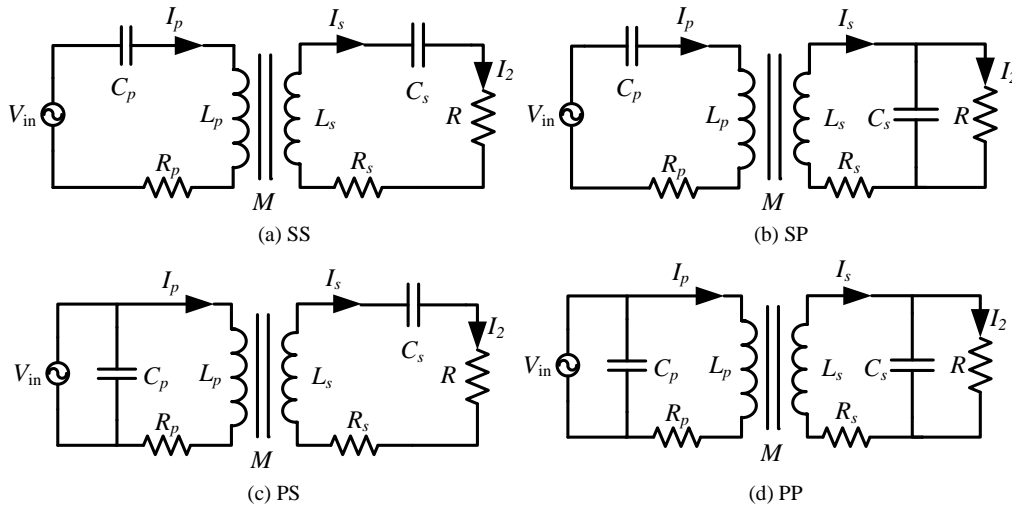 I_p
I_s
C_p
C_s
I_2
V_in
L_p
L_s
R
R_p
R_s
M
(a) SS
I_p
I_s
C_p
I_2
V_in
L_p
L_s
C_s
R
R_p
R_s
M
(b) SP
I_p
I_s
I_2
C_s
V_in
C_p
L_p
L_s
R
R_p
R_s
M
(c) PS
I_p
I_s
I_2
V_in
C_p
L_p
L_s
C_s
R
R_p
R_s
M
(d) PP